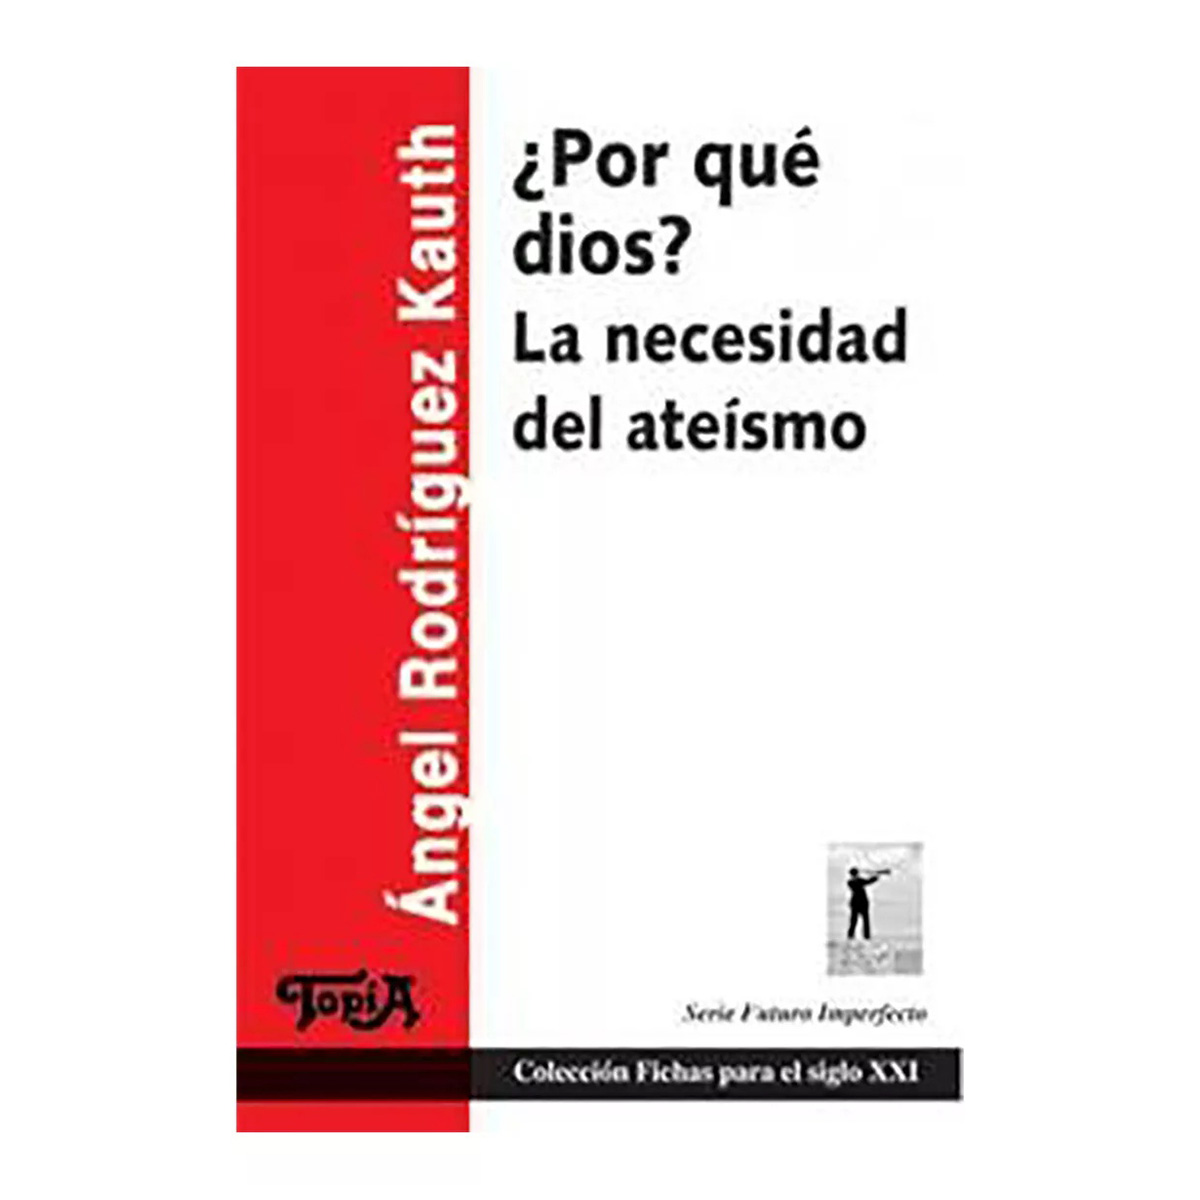 ¿Por qué
dios?
La necesidad
del ateísmo
Ángel Rodríguez Kauth
TopíA
Serie Futuro Imperfecto
Colección Fichas para el siglo XXI